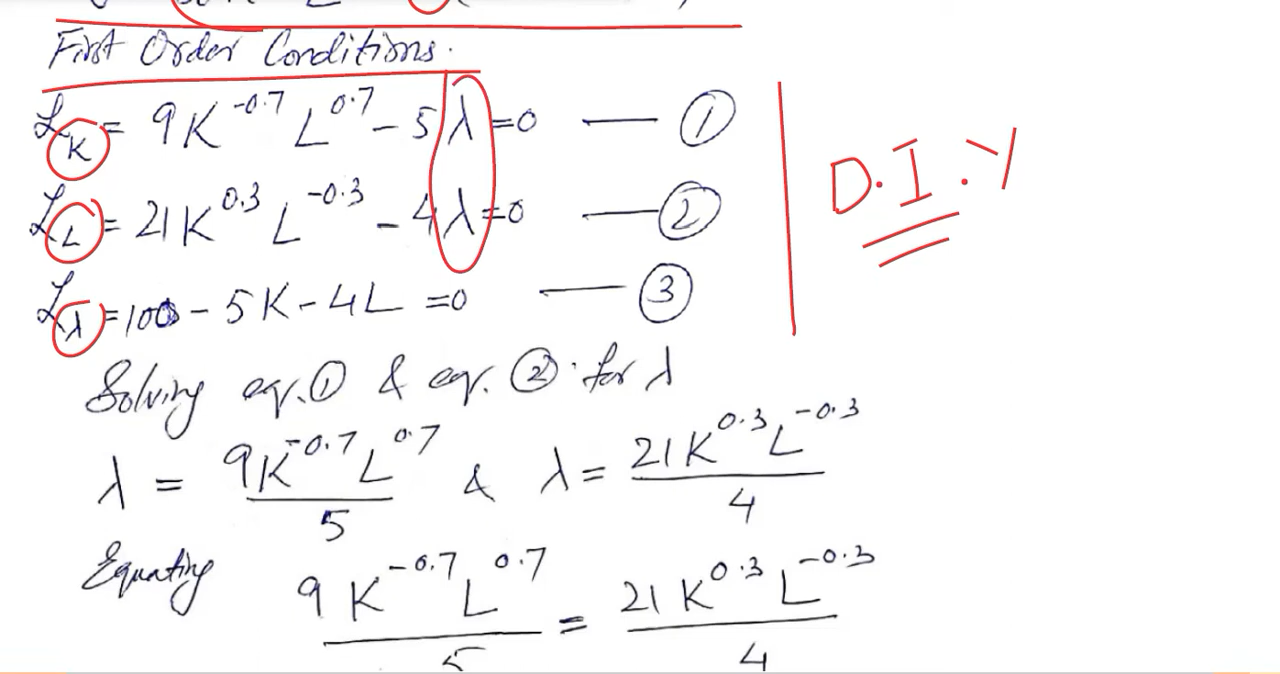 First Order Conditions.
ℒ_K = 9K^-0.7 L^0.7 - 5λ = 0 — ①
ℒ_L = 21K^0.3 L^-0.3 - 4λ = 0 — ②
ℒ_λ = 100 - 5K - 4L = 0 — ③
D.I.Y
Solving eq. ① & eq. ② for λ
λ = 9K^-0.7 L^0.7 / 5 & λ = 21K^0.3 L^-0.3 / 4
Equating 9K^-0.7 L^0.7 / 5 = 21K^0.3 L^-0.3 / 4